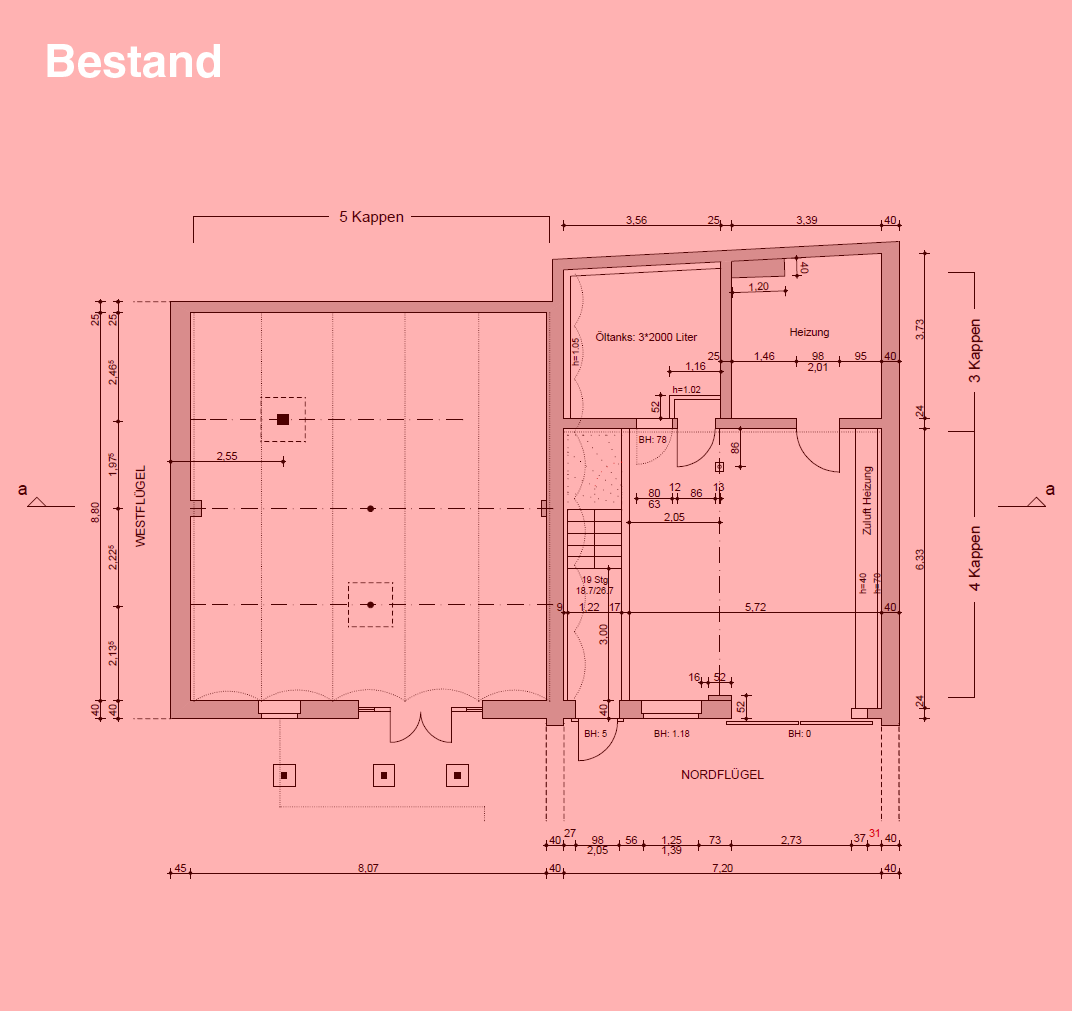 Bestand
5 Kappen
3,56 25 3,39 40
40
1,20
25 25
Öltanks: 3*2000 Liter
Heizung
h=1.05
3,73
3 Kappen
25 1,46 98 95 40
2,01
1,16
2,46⁵
h=1.02
52
24
BH: 78
86
2,55
1,97⁵
WESTFLÜGEL
8,80
a
a
12 13
80 86
63
2,05
Zuluft Heizung
4 Kappen
6,33
2,22⁵
19 Stg
18.7/26.7
h=40
h=70
9 1,22 17 5,72 40
3,00
2,13⁵
16 52
40 40
40
52
24
BH: 5
BH: 1.18
BH: 0
NORDFLÜGEL
40 27 98 56 1,25 73 2,73 37 31 40
2,05 1,39
45 8,07 40 7,20 40